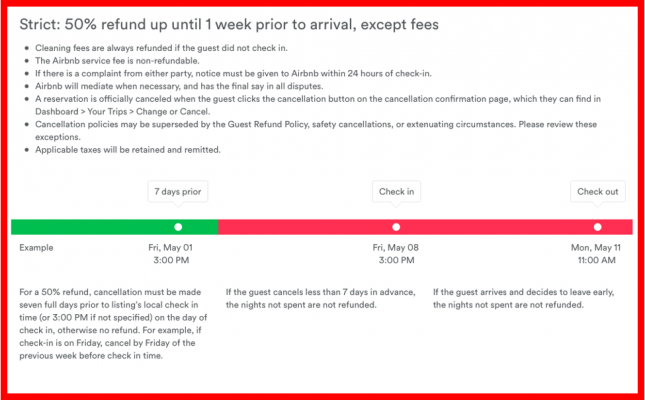 Strict: 50% refund up until 1 week prior to arrival, except fees
Cleaning fees are always refunded if the guest did not check in.
The Airbnb service fee is non-refundable.
If there is a complaint from either party, notice must be given to Airbnb within 24 hours of check-in.
Airbnb will mediate when necessary, and has the final say in all disputes.
A reservation is officially canceled when the guest clicks the cancellation button on the cancellation confirmation page, which they can find in
Dashboard > Your Trips > Change or Cancel.
Cancellation policies may be superseded by the Guest Refund Policy, safety cancellations, or extenuating circumstances. Please review these
exceptions.
Applicable taxes will be retained and remitted.
7 days prior
Check in
Check out
Example
Fri, May 01
3:00 PM
Fri, May 08
3:00 PM
Mon, May 11
11:00 AM
For a 50% refund, cancellation must be made
seven full days prior to listing's local check in
time (or 3:00 PM if not specified) on the day of
check in, otherwise no refund. For example, if
check-in is on Friday, cancel by Friday of the
previous week before check in time.
If the guest cancels less than 7 days in advance,
the nights not spent are not refunded.
If the guest arrives and decides to leave early,
the nights not spent are not refunded.